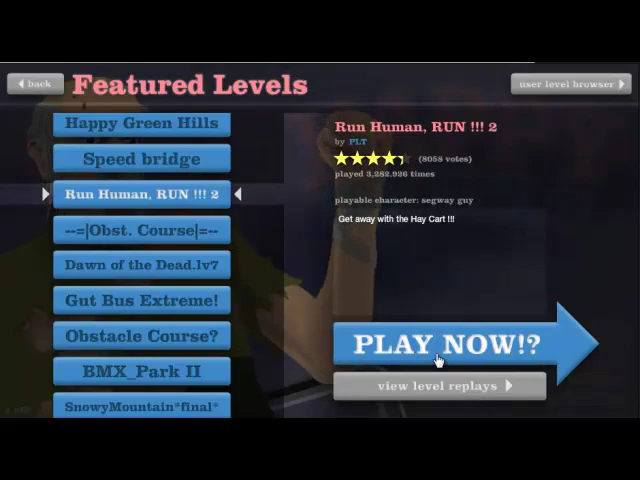 back
Featured Levels
user level browser
Happy Green Hills
Speed bridge
Run Human, RUN !!! 2
--=|Obst. Course|=--
Dawn of the Dead.lv7
Gut Bus Extreme!
Obstacle Course?
BMX_Park II
SnowyMountain*final*
Run Human, RUN !!! 2
by PLT
(8058 votes)
played 3,282,926 times
playable character: segway guy
Get away with the Hay Cart !!!
PLAY NOW!?
view level replays